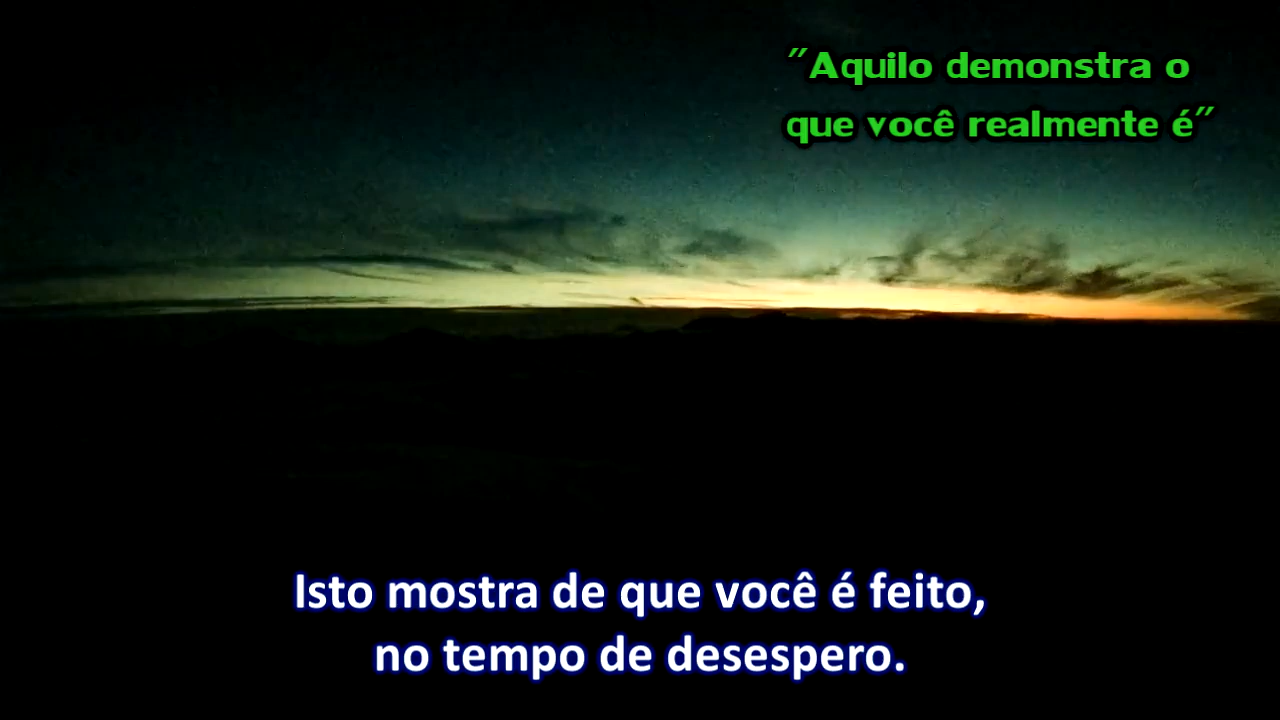 "Aquilo demonstra o
que você realmente é"
Isto mostra de que você é feito,
no tempo de desespero.